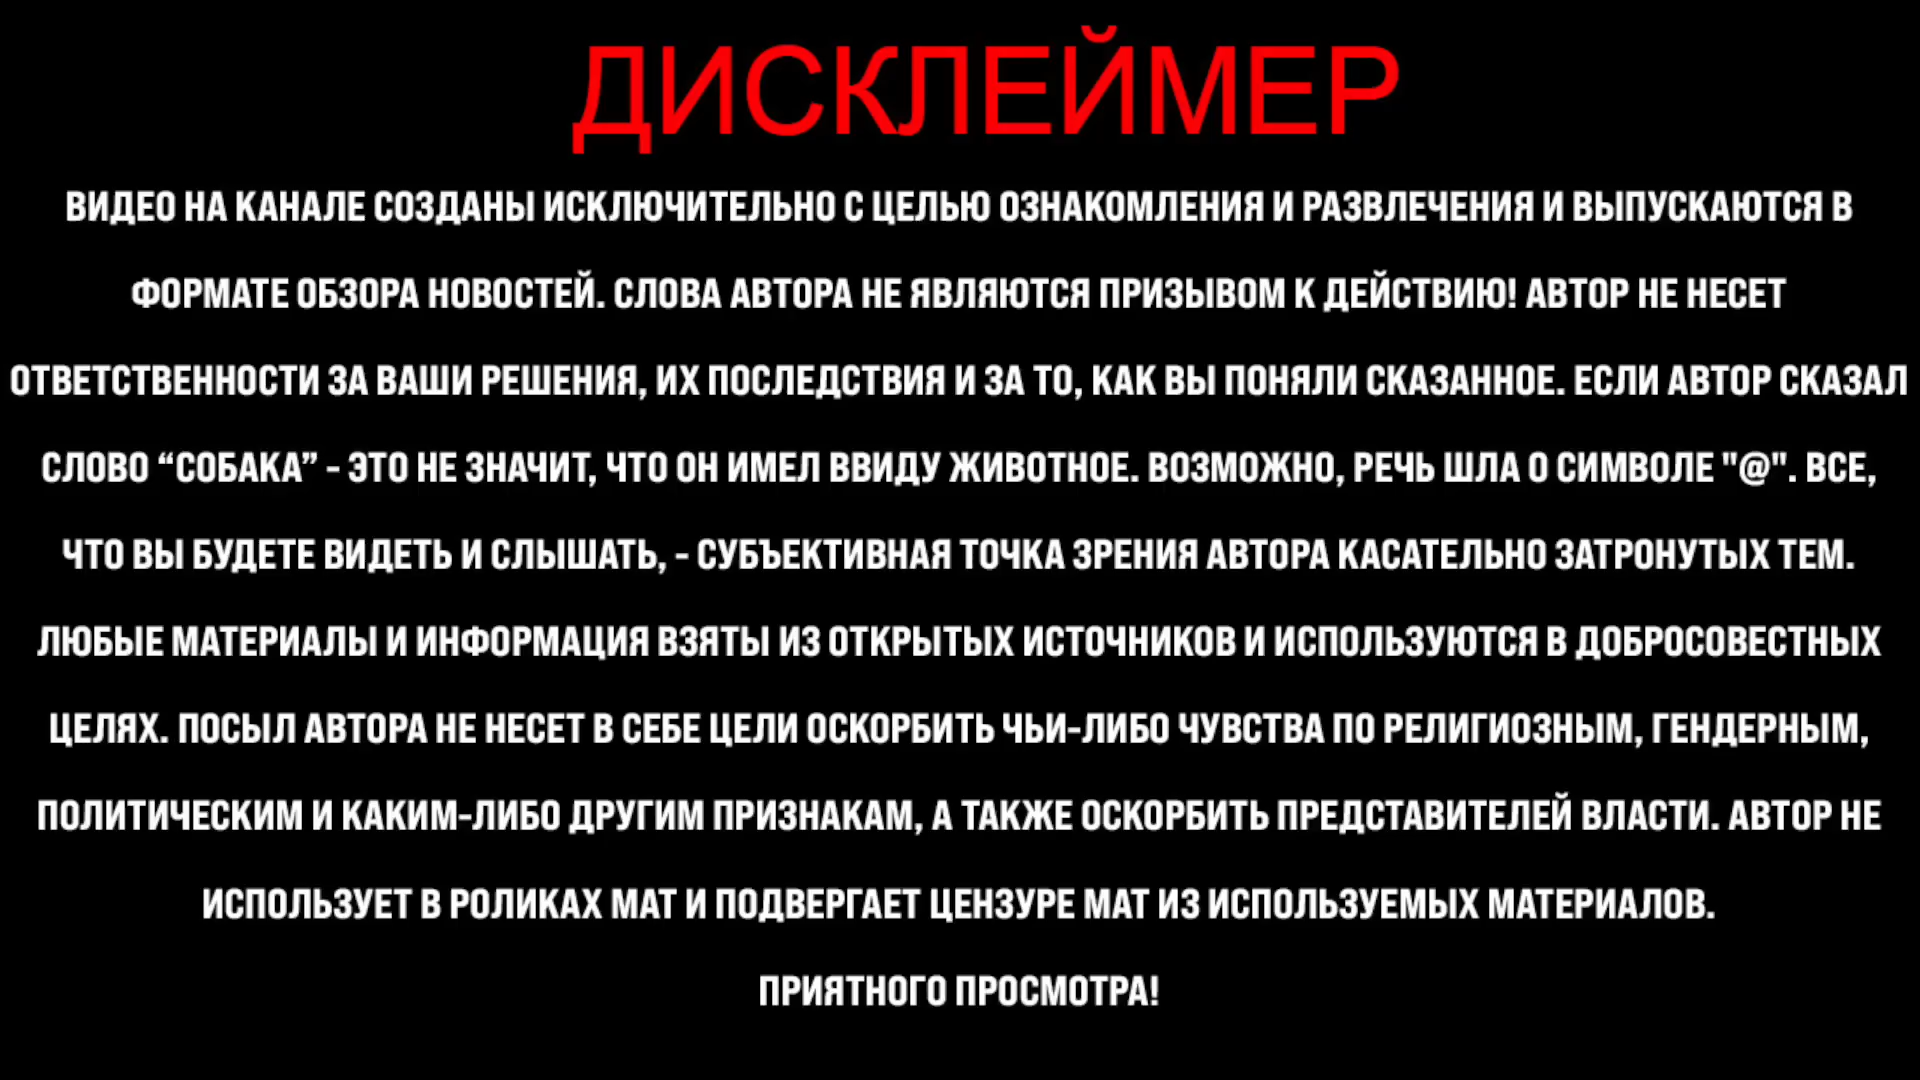 ДИСКЛЕЙМЕР
ВИДЕО НА КАНАЛЕ СОЗДАНЫ ИСКЛЮЧИТЕЛЬНО С ЦЕЛЬЮ ОЗНАКОМЛЕНИЯ И РАЗВЛЕЧЕНИЯ И ВЫПУСКАЮТСЯ В
ФОРМАТЕ ОБЗОРА НОВОСТЕЙ. СЛОВА АВТОРА НЕ ЯВЛЯЮТСЯ ПРИЗЫВОМ К ДЕЙСТВИЮ! АВТОР НЕ НЕСЕТ
ОТВЕТСТВЕННОСТИ ЗА ВАШИ РЕШЕНИЯ, ИХ ПОСЛЕДСТВИЯ И ЗА ТО, КАК ВЫ ПОНЯЛИ СКАЗАННОЕ. ЕСЛИ АВТОР СКАЗАЛ
СЛОВО “СОБАКА” - ЭТО НЕ ЗНАЧИТ, ЧТО ОН ИМЕЛ ВВИДУ ЖИВОТНОЕ. ВОЗМОЖНО, РЕЧЬ ШЛА О СИМВОЛЕ "@". ВСЕ,
ЧТО ВЫ БУДЕТЕ ВИДЕТЬ И СЛЫШАТЬ, - СУБЪЕКТИВНАЯ ТОЧКА ЗРЕНИЯ АВТОРА КАСАТЕЛЬНО ЗАТРОНУТЫХ ТЕМ.
ЛЮБЫЕ МАТЕРИАЛЫ И ИНФОРМАЦИЯ ВЗЯТЫ ИЗ ОТКРЫТЫХ ИСТОЧНИКОВ И ИСПОЛЬЗУЮТСЯ В ДОБРОСОВЕСТНЫХ
ЦЕЛЯХ. ПОСЫЛ АВТОРА НЕ НЕСЕТ В СЕБЕ ЦЕЛИ ОСКОРБИТЬ ЧЬИ-ЛИБО ЧУВСТВА ПО РЕЛИГИОЗНЫМ, ГЕНДЕРНЫМ,
ПОЛИТИЧЕСКИМ И КАКИМ-ЛИБО ДРУГИМ ПРИЗНАКАМ, А ТАКЖЕ ОСКОРБИТЬ ПРЕДСТАВИТЕЛЕЙ ВЛАСТИ. АВТОР НЕ
ИСПОЛЬЗУЕТ В РОЛИКАХ МАТ И ПОДВЕРГАЕТ ЦЕНЗУРЕ МАТ ИЗ ИСПОЛЬЗУЕМЫХ МАТЕРИАЛОВ.
ПРИЯТНОГО ПРОСМОТРА!